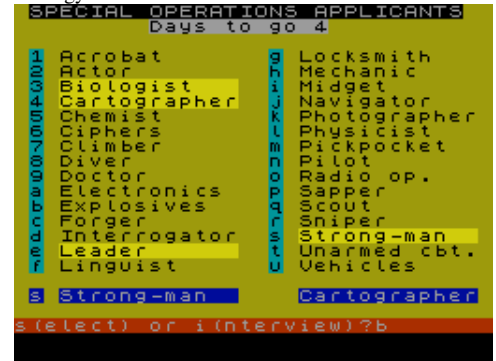 SPECIAL OPERATIONS APPLICANTS
Days to go 4
1 Acrobat g Locksmith
2 Actor h Mechanic
3 Biologist i Midget
4 Cartographer j Navigator
5 Chemist k Photographer
6 Ciphers l Physicist
7 Climber m Pickpocket
8 Diver n Pilot
9 Doctor o Radio op.
a Electronics p Sapper
b Explosives q Scout
c Forger r Sniper
d Interrogator s Strong-man
e Leader t Unarmed cbt.
f Linguist u Vehicles
s Strong-man Cartographer
s(elect) or i(nterview)?b